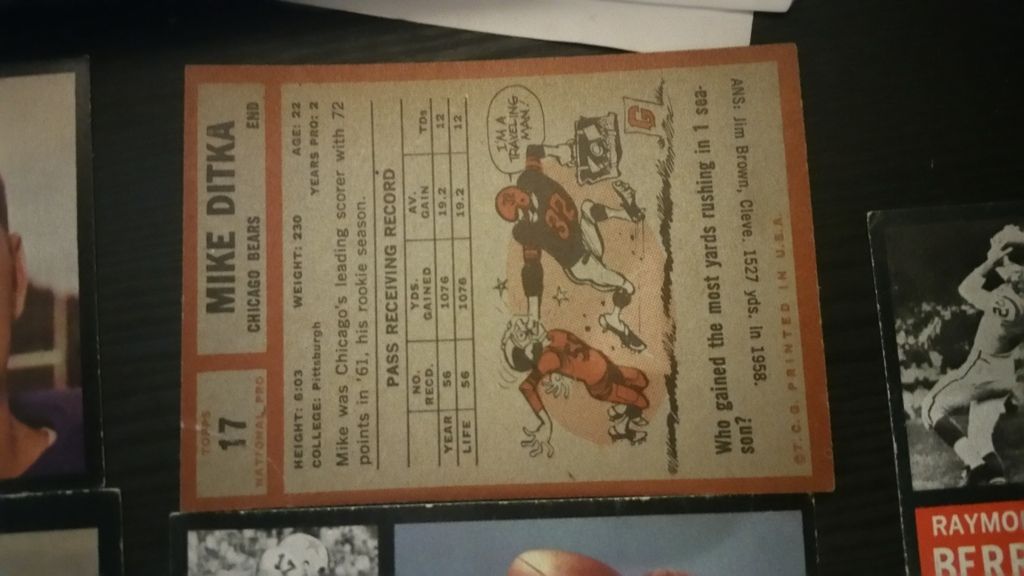 TOPPS
17
NATIONAL PRO
MIKE DITKA
CHICAGO BEARS END
HEIGHT: 6:03 WEIGHT: 230 AGE: 22
COLLEGE: Pittsburgh YEARS PRO: 2
Mike was Chicago's leading scorer with 72
points in '61, his rookie season.
PASS RECEIVING RECORD
NO. RECD. YDS. GAINED AV. GAIN TDs
YEAR 56 1076 19.2 12
LIFE 56 1076 19.2 12
I'M A
TRAVELING
MAN!
32
G
Who gained the most yards rushing in 1 sea-
son?
ANS: Jim Brown, Cleve. 1527 yds. in 1958.
©T.C.G. PRINTED IN U.S.A.
RAYMO
BERR